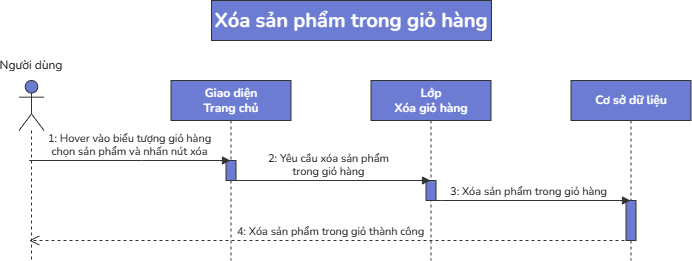 Xóa sản phẩm trong giỏ hàng
Người dùng
Giao diện
Trang chủ
Lớp
Xóa giỏ hàng
Cơ sở dữ liệu
1: Hover vào biểu tượng giỏ hàng
chọn sản phẩm và nhấn nút xóa
2: Yêu cầu xóa sản phẩm
trong giỏ hàng
3: Xóa sản phẩm trong giỏ hàng
4: Xóa sản phẩm trong giỏ thành công